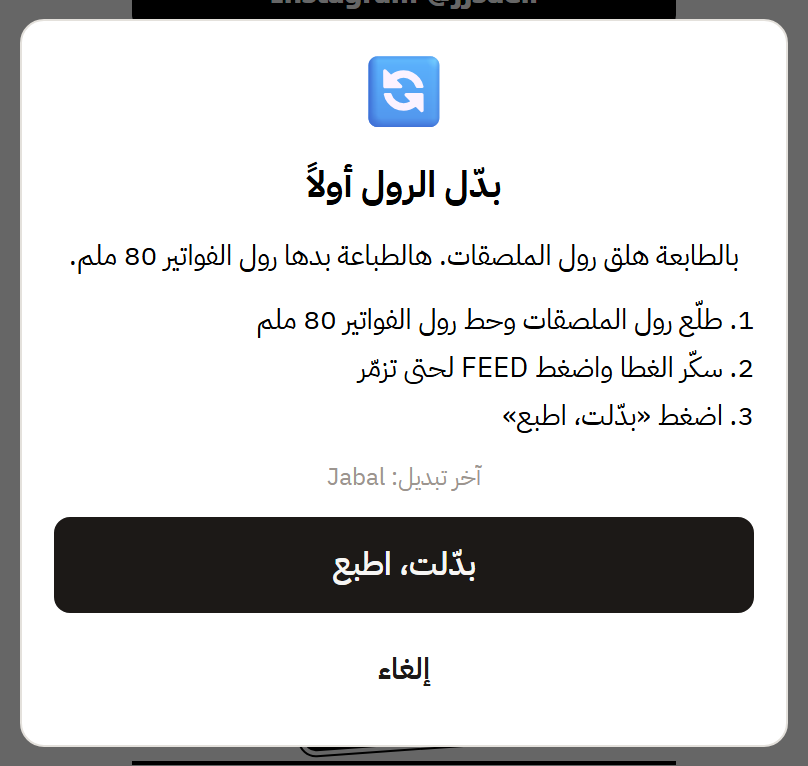 بدّل الرول أولاً
بالطابعة هلق رول الملصقات. هالطباعة بدها رول الفواتير 80 ملم.
1. طلّع رول الملصقات وحط رول الفواتير 80 ملم
2. سكّر الغطا واضغط FEED لحتى تزمّر
3. اضغط «بدّلت، اطبع»
آخر تبديل: Jabal
بدّلت، اطبع
إلغاء